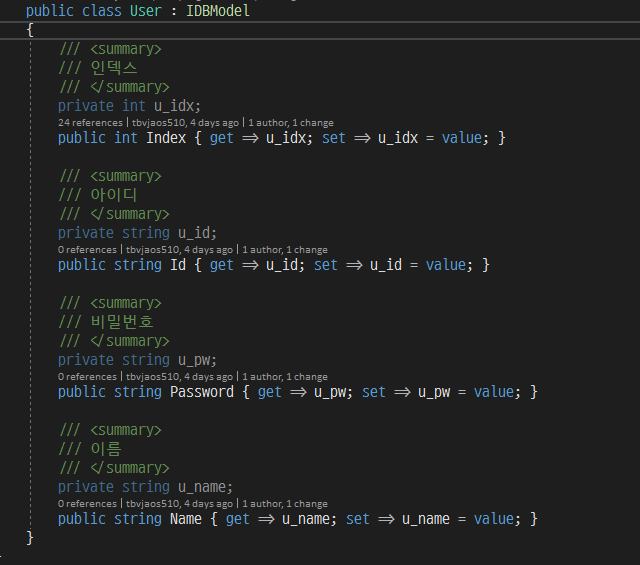 public class User : IDBModel
{
/// <summary>
/// 인덱스
/// </summary>
private int u_idx;
24 references | tbvjaos510, 4 days ago | 1 author, 1 change
public int Index { get => u_idx; set => u_idx = value; }
/// <summary>
/// 아이디
/// </summary>
private string u_id;
0 references | tbvjaos510, 4 days ago | 1 author, 1 change
public string Id { get => u_id; set => u_id = value; }
/// <summary>
/// 비밀번호
/// </summary>
private string u_pw;
0 references | tbvjaos510, 4 days ago | 1 author, 1 change
public string Password { get => u_pw; set => u_pw = value; }
/// <summary>
/// 이름
/// </summary>
private string u_name;
0 references | tbvjaos510, 4 days ago | 1 author, 1 change
public string Name { get => u_name; set => u_name = value; }
}